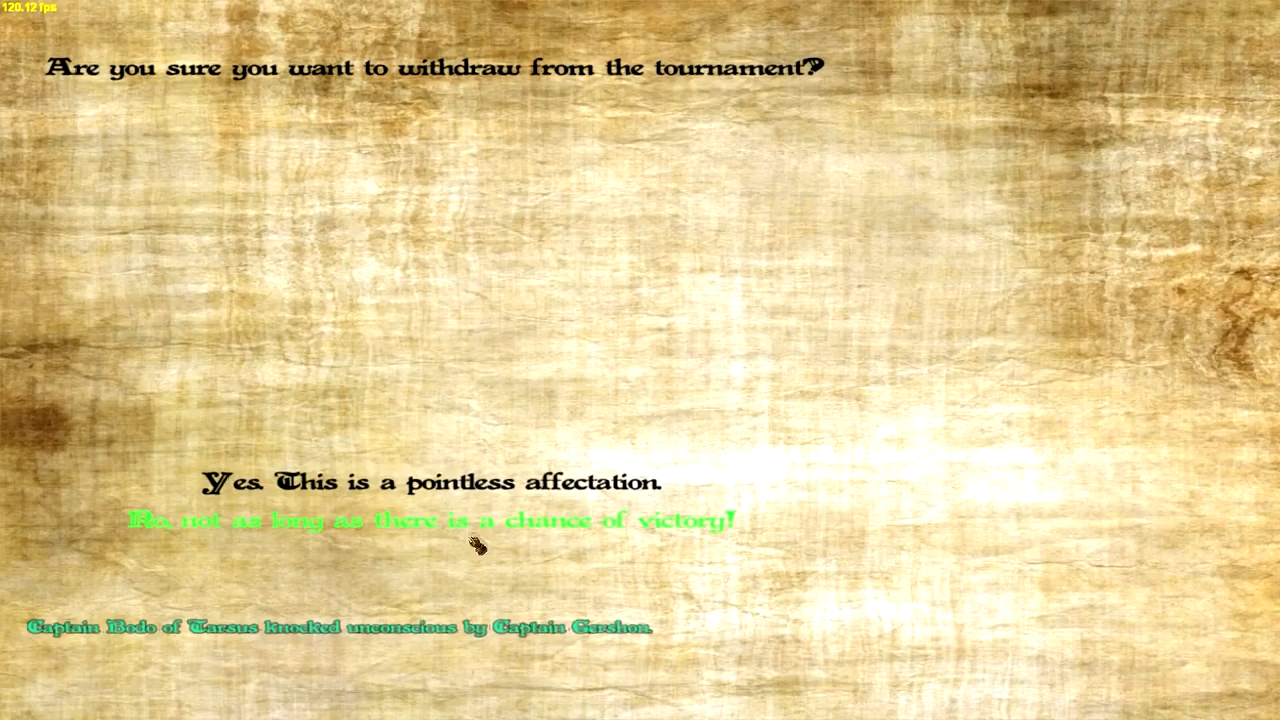 120.12 fps
Are you sure you want to withdraw from the tournament?
Yes. This is a pointless affectation.
No, not as long as there is a chance of victory!
Captain Bodo of Tarsus knocked unconscious by Captain Gershon.